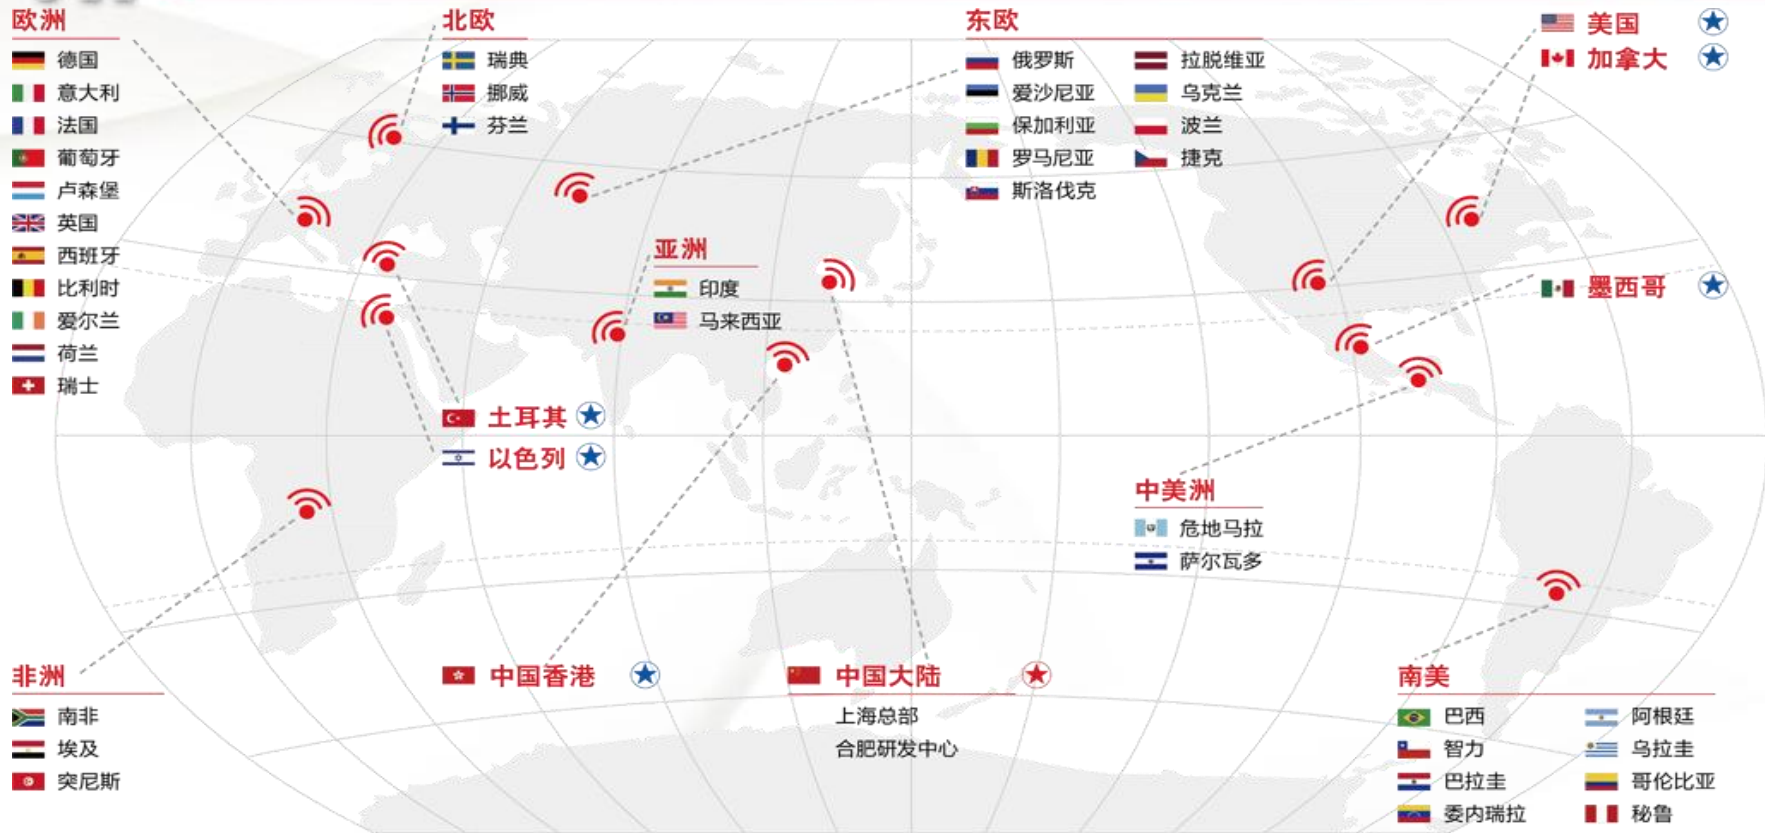 欧洲
德国
意大利
法国
葡萄牙
卢森堡
英国
西班牙
比利时
爱尔兰
荷兰
瑞士
北欧
瑞典
挪威
芬兰
东欧
俄罗斯
拉脱维亚
爱沙尼亚
乌克兰
保加利亚
波兰
罗马尼亚
捷克
斯洛伐克
美国
加拿大
亚洲
印度
马来西亚
墨西哥
土耳其
以色列
中美洲
危地马拉
萨尔瓦多
非洲
南非
埃及
突尼斯
中国香港
中国大陆
上海总部
合肥研发中心
南美
巴西
阿根廷
智力
乌拉圭
巴拉圭
哥伦比亚
委内瑞拉
秘鲁